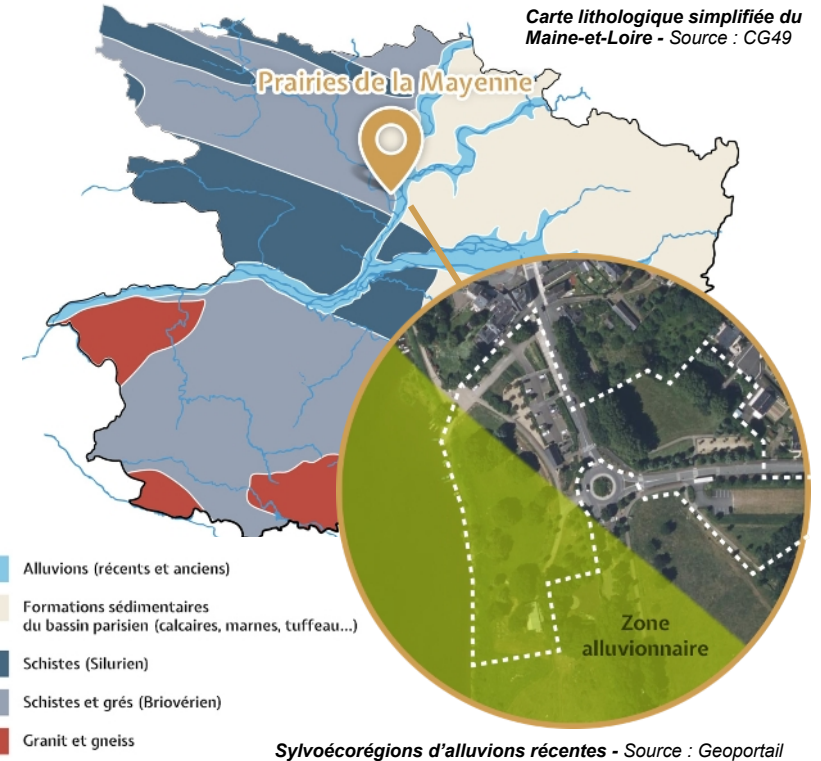 Carte lithologique simplifiée du
Maine-et-Loire - Source : CG49
Prairies de la Mayenne
Zone
alluvionnaire
Alluvions (récents et anciens)
Formations sédimentaires
du bassin parisien (calcaires, marnes, tuffeau...)
Schistes (Silurien)
Schistes et grés (Briovérien)
Granit et gneiss
Sylvoécorégions d'alluvions récentes - Source : Geoportail